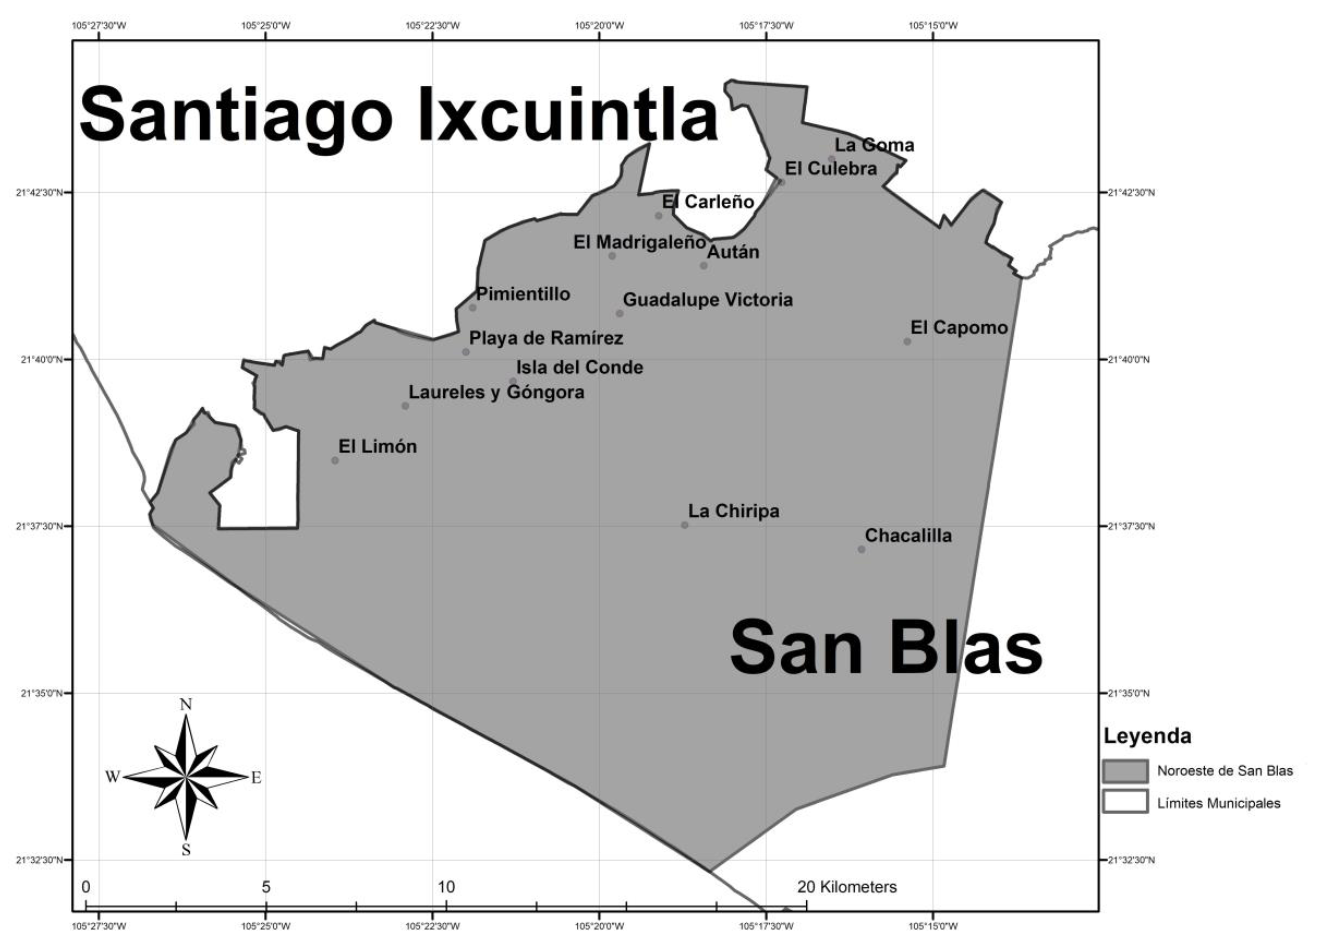 105°27'30"W 105°25'0"W 105°22'30"W 105°20'0"W 105°17'30"W 105°15'0"W
Santiago Ixcuintla
La Goma
El Culebra
21°42'30"N 21°42'30"N
El Carleño
El Madrigaleño
Aután
Pimientillo
Guadalupe Victoria
El Capomo
Playa de Ramírez
21°40'0"N 21°40'0"N
Isla del Conde
Laureles y Góngora
El Limón
La Chiripa
21°37'30"N 21°37'30"N
Chacalilla
San Blas
21°35'0"N 21°35'0"N
N
W E
S
Leyenda
Noroeste de San Blas
Límites Municipales
21°32'30"N 21°32'30"N
0 5 10 20 Kilometers
105°27'30"W 105°25'0"W 105°22'30"W 105°20'0"W 105°17'30"W 105°15'0"W